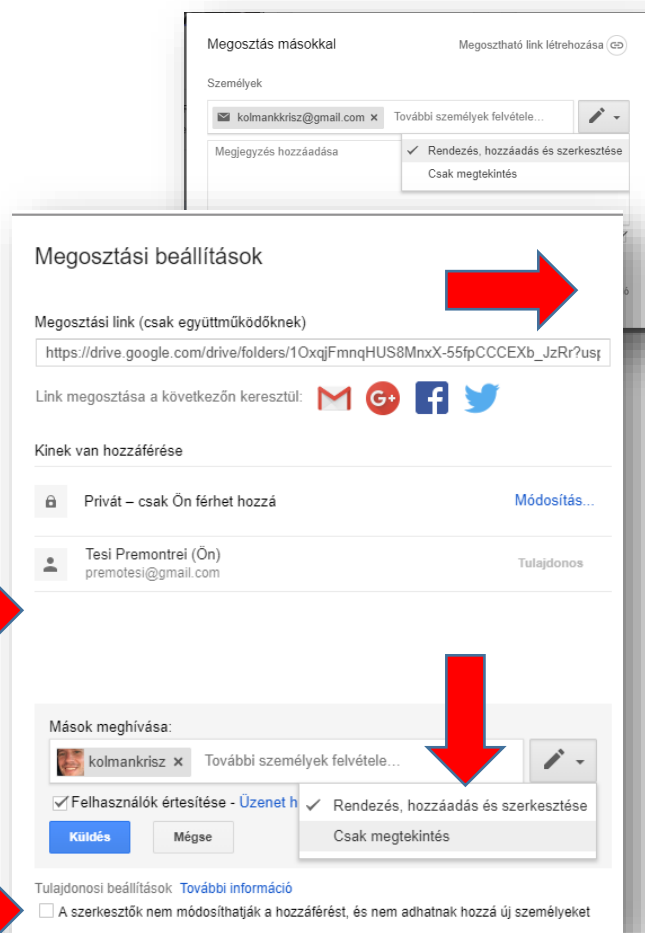 Megosztás másokkal
Megosztható link létrehozása
Személyek
kolmankkrisz@gmail.com × További személyek felvétele...
Megjegyzés hozzáadása
✓ Rendezés, hozzáadás és szerkesztése
Csak megtekintés
Megosztási beállítások
Megosztási link (csak együttműködőknek)
https://drive.google.com/drive/folders/1OxqjFmnqHUS8MnxX-55fpCCCEXb_JzRr?usp
Link megosztása a következőn keresztül:
G+
Kinek van hozzáférése
Privát – csak Ön férhet hozzá Módosítás...
Tesi Premontrei (Ön)
premotesi@gmail.com
Tulajdonos
Mások meghívása:
kolmankrisz × További személyek felvétele...
Felhasználók értesítése - Üzenet h
✓ Rendezés, hozzáadás és szerkesztése
Csak megtekintés
Küldés Mégse
Tulajdonosi beállítások További információ
A szerkesztők nem módosíthatják a hozzáférést, és nem adhatnak hozzá új személyeket